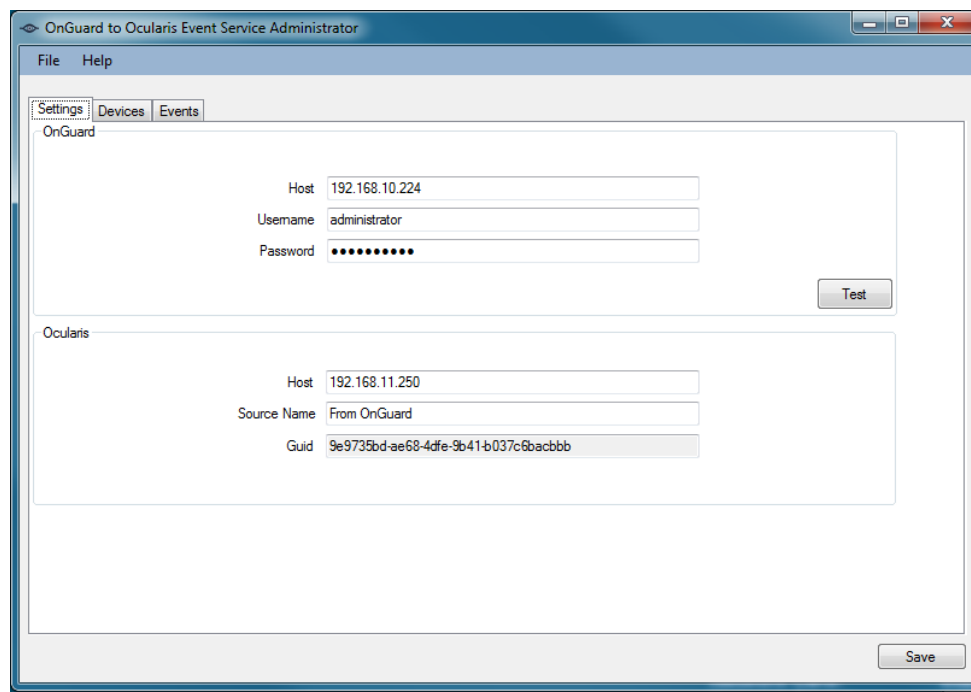 OnGuard to Ocularis Event Service Administrator
File Help
Settings Devices Events
OnGuard
Host 192.168.10.224
Username administrator
Password ●●●●●●●●●●
Test
Ocularis
Host 192.168.11.250
Source Name From OnGuard
Guid 9e9735bd-ae68-4dfe-9b41-b037c6bacbbb
Save